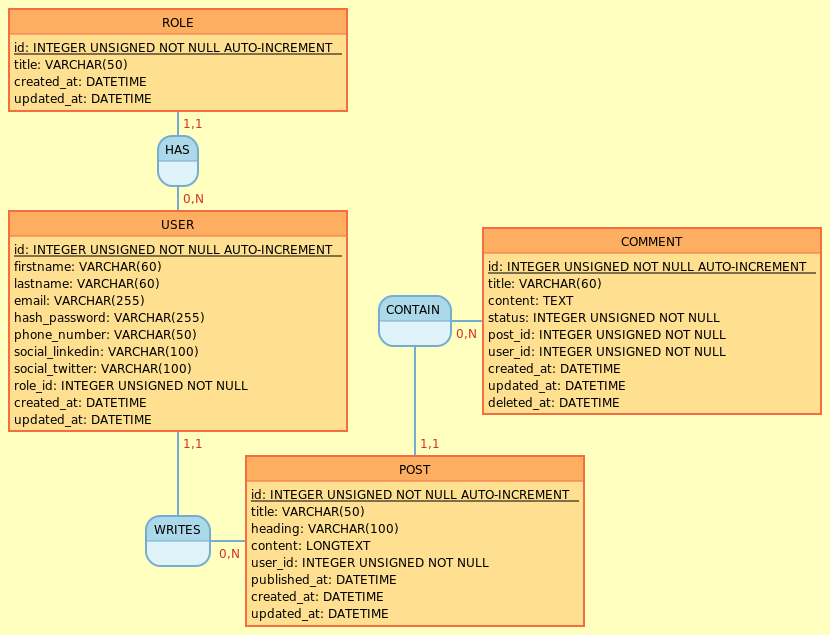 ROLE
id: INTEGER UNSIGNED NOT NULL AUTO-INCREMENT
title: VARCHAR(50)
created_at: DATETIME
updated_at: DATETIME
1,1
HAS
0,N
USER
id: INTEGER UNSIGNED NOT NULL AUTO-INCREMENT
firstname: VARCHAR(60)
lastname: VARCHAR(60)
email: VARCHAR(255)
hash_password: VARCHAR(255)
phone_number: VARCHAR(50)
social_linkedin: VARCHAR(100)
social_twitter: VARCHAR(100)
role_id: INTEGER UNSIGNED NOT NULL
created_at: DATETIME
updated_at: DATETIME
COMMENT
id: INTEGER UNSIGNED NOT NULL AUTO-INCREMENT
title: VARCHAR(60)
content: TEXT
status: INTEGER UNSIGNED NOT NULL
post_id: INTEGER UNSIGNED NOT NULL
user_id: INTEGER UNSIGNED NOT NULL
created_at: DATETIME
updated_at: DATETIME
deleted_at: DATETIME
CONTAIN
0,N
1,1
1,1
WRITES
0,N
POST
id: INTEGER UNSIGNED NOT NULL AUTO-INCREMENT
title: VARCHAR(50)
heading: VARCHAR(100)
content: LONGTEXT
user_id: INTEGER UNSIGNED NOT NULL
published_at: DATETIME
created_at: DATETIME
updated_at: DATETIME